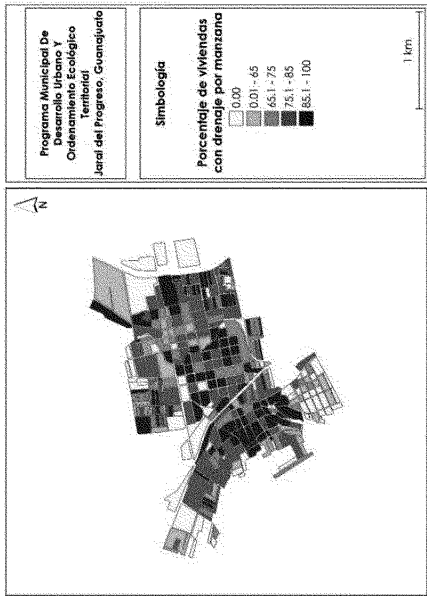 Programa Municipal De
Desarrollo Urbano Y
Ordenamiento Ecológico
Territorial
Jaral del Progreso, Guanajuato
Simbología
Porcentaje de viviendas
con drenaje por manzana
0.00
0.01 - 65
65.1 - 75
75.1 - 85
85.1 - 100
1 km
N